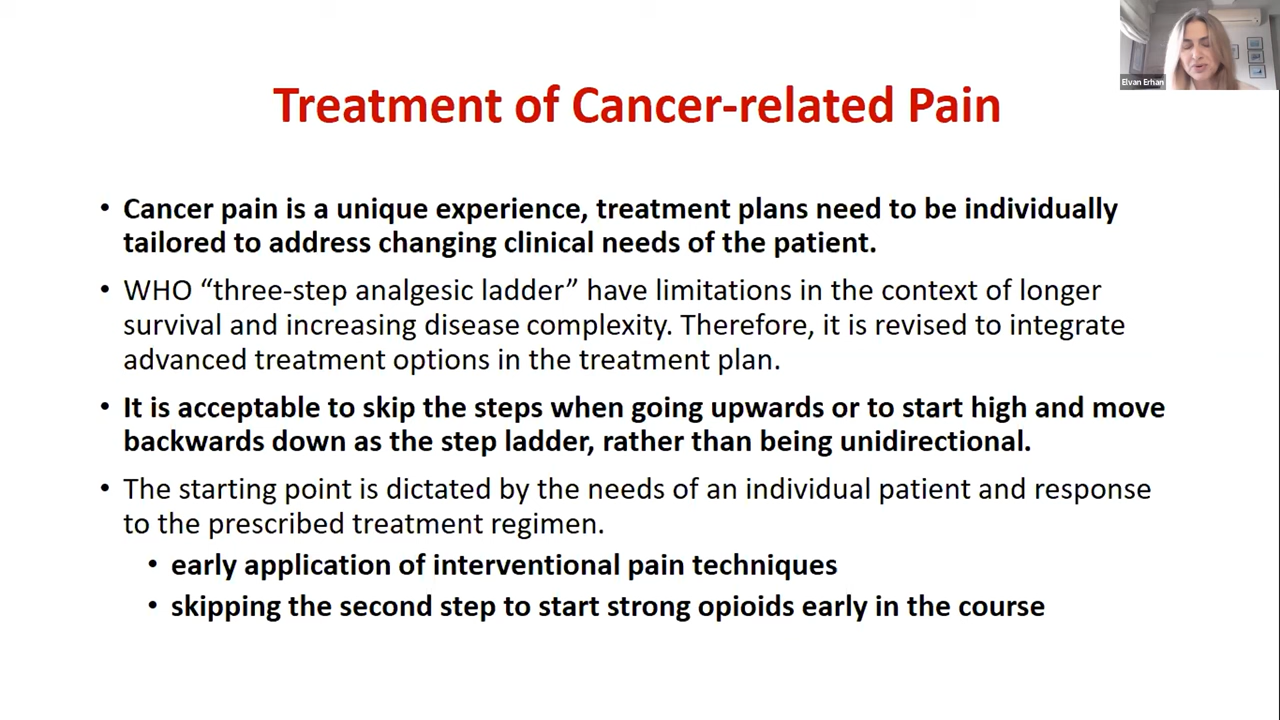 Elvan Erhan
Treatment of Cancer-related Pain
• Cancer pain is a unique experience, treatment plans need to be individually
tailored to address changing clinical needs of the patient.
• WHO “three-step analgesic ladder” have limitations in the context of longer
survival and increasing disease complexity. Therefore, it is revised to integrate
advanced treatment options in the treatment plan.
• It is acceptable to skip the steps when going upwards or to start high and move
backwards down as the step ladder, rather than being unidirectional.
• The starting point is dictated by the needs of an individual patient and response
to the prescribed treatment regimen.
• early application of interventional pain techniques
• skipping the second step to start strong opioids early in the course